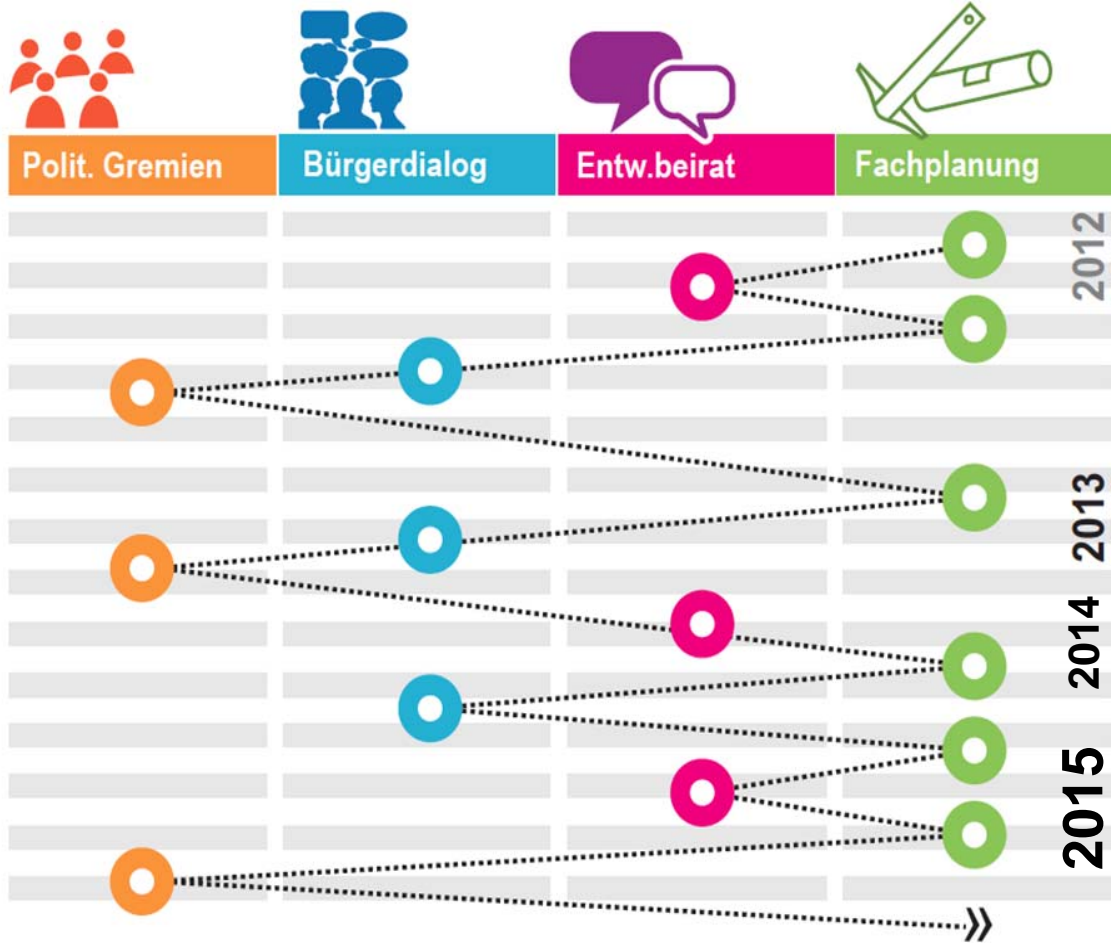 Polit. Gremien
Bürgerdialog
Entw.beirat
Fachplanung
2012
2013
2014
2015